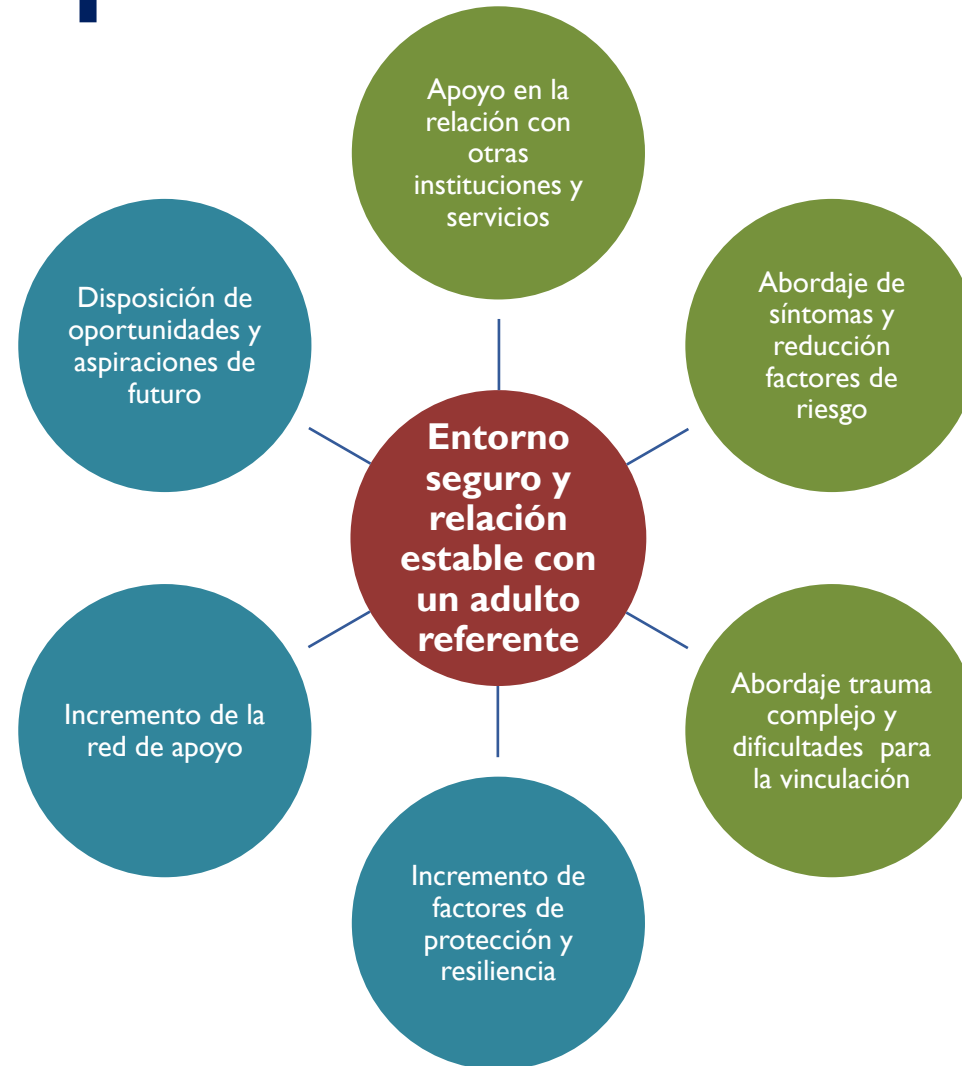 Apoyo en la
relación con
otras
instituciones y
servicios
Abordaje de
síntomas y
reducción
factores de
riesgo
Abordaje trauma
complejo y
dificultades para
la vinculación
Incremento de
factores de
protección y
resiliencia
Incremento de la
red de apoyo
Disposición de
oportunidades y
aspiraciones de
futuro
Entorno
seguro y
relación
estable con
un adulto
referente